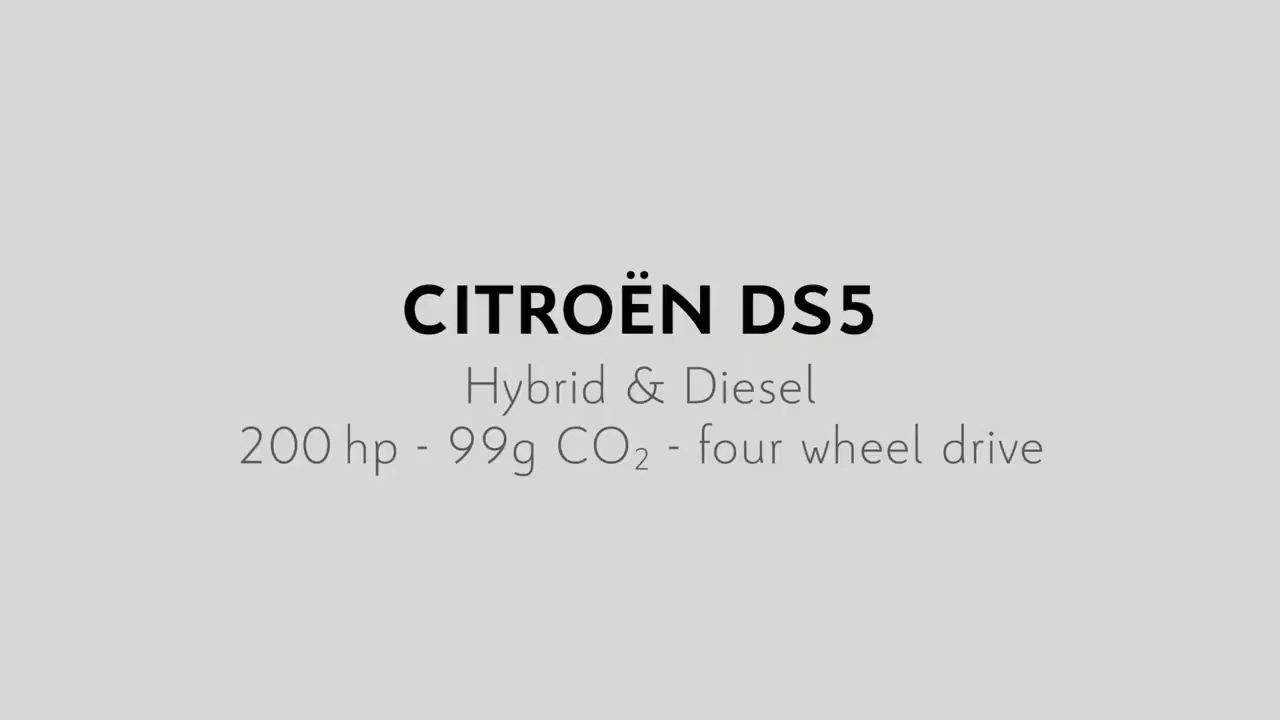 CITROËN DS5
Hybrid & Diesel
200 hp - 99g CO₂ - four wheel drive